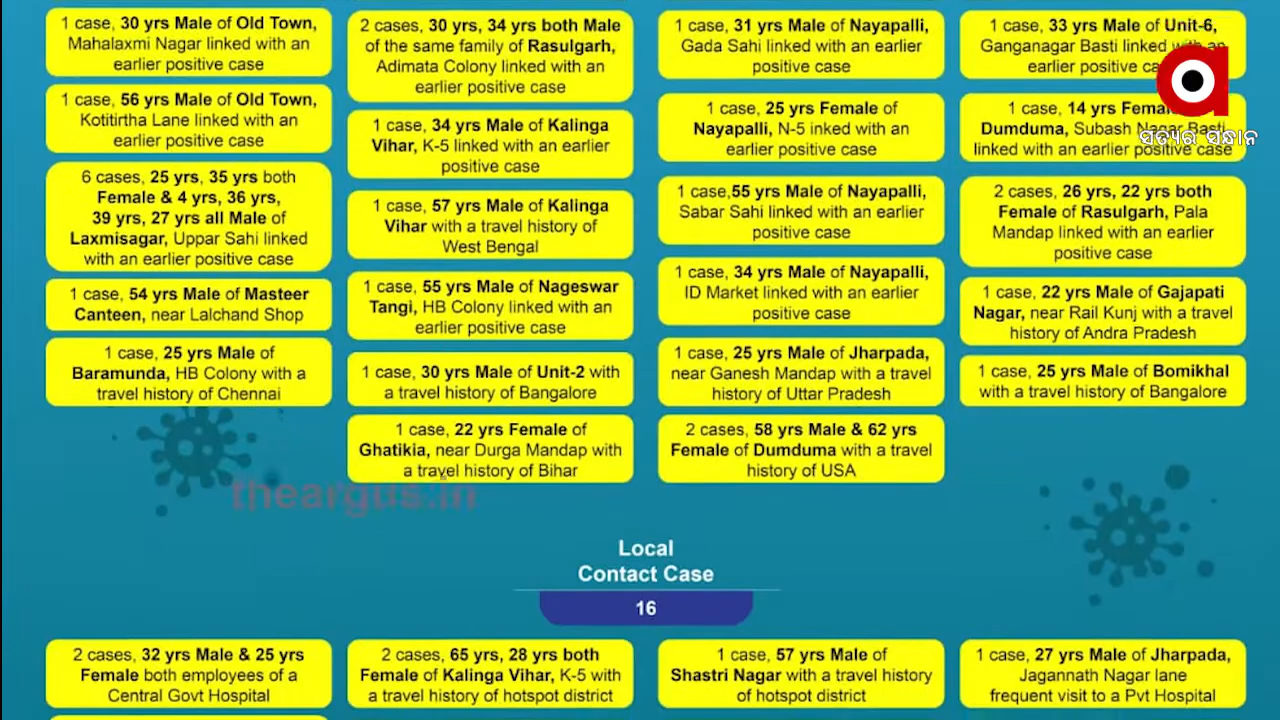 1 case, 30 yrs Male of Old Town,
Mahalaxmi Nagar linked with an
earlier positive case
1 case, 56 yrs Male of Old Town,
Kotitirtha Lane linked with an
earlier positive case
6 cases, 25 yrs, 35 yrs both
Female & 4 yrs, 36 yrs,
39 yrs, 27 yrs all Male of
Laxmisagar, Uppar Sahi linked
with an earlier positive case
1 case, 54 yrs Male of Masteer
Canteen, near Lalchand Shop
1 case, 25 yrs Male of
Baramunda, HB Colony with a
travel history of Chennai
2 cases, 30 yrs, 34 yrs both Male
of the same family of Rasulgarh,
Adimata Colony linked with an
earlier positive case
1 case, 34 yrs Male of Kalinga
Vihar, K-5 linked with an earlier
positive case
1 case, 57 yrs Male of Kalinga
Vihar with a travel history of
West Bengal
1 case, 55 yrs Male of Nageswar
Tangi, HB Colony linked with an
earlier positive case
1 case, 30 yrs Male of Unit-2 with
a travel history of Bangalore
1 case, 22 yrs Female of
Ghatikia, near Durga Mandap with
a travel history of Bihar
1 case, 31 yrs Male of Nayapalli,
Gada Sahi linked with an earlier
positive case
1 case, 25 yrs Female of
Nayapalli, N-5 inked with an
earlier positive case
1 case,55 yrs Male of Nayapalli,
Sabar Sahi linked with an earlier
positive case
1 case, 34 yrs Male of Nayapalli,
ID Market linked with an earlier
positive case
1 case, 25 yrs Male of Jharpada,
near Ganesh Mandap with a travel
history of Uttar Pradesh
2 cases, 58 yrs Male & 62 yrs
Female of Dumduma with a travel
history of USA
1 case, 33 yrs Male of Unit-6,
Ganganagar Basti linked with an
earlier positive
1 case, 14 yrs
Dumduma, Subash Nagar Basti
linked with an earlier positive case
2 cases, 26 yrs, 22 yrs both
Female of Rasulgarh, Pala
Mandap linked with an earlier
positive case
1 case, 22 yrs Male of Gajapati
Nagar, near Rail Kunj with a travel
history of Andra Pradesh
1 case, 25 yrs Male of Bomikhal
with a travel history of Bangalore
ସତ୍ୟର ସନ୍ଧାନ
theargus.in
Local
Contact Case
16
2 cases, 32 yrs Male & 25 yrs
Female both employees of a
Central Govt Hospital
2 cases, 65 yrs, 28 yrs both
Female of Kalinga Vihar, K-5 with
a travel history of hotspot district
1 case, 57 yrs Male of
Shastri Nagar with a travel history
of hotspot district
1 case, 27 yrs Male of Jharpada,
Jagannath Nagar lane
frequent visit to a Pvt Hospital